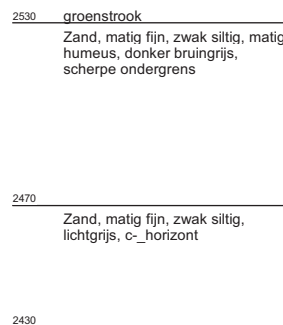 2530 groenstrook
Zand, matig fijn, zwak siltig, matig
humeus, donker bruingrijs,
scherpe ondergrens
2470
Zand, matig fijn, zwak siltig,
lichtgrijs, c-_horizont
2430